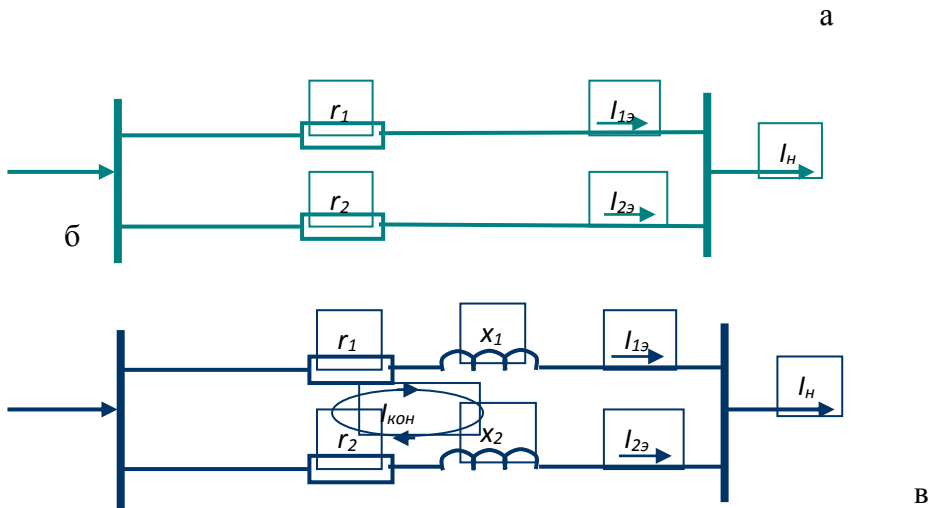 а
r₁ I₁э
Iн
r₂ I₂э
б
r₁ x₁ I₁э
Iн
Iкон
r₂ x₂ I₂э
в